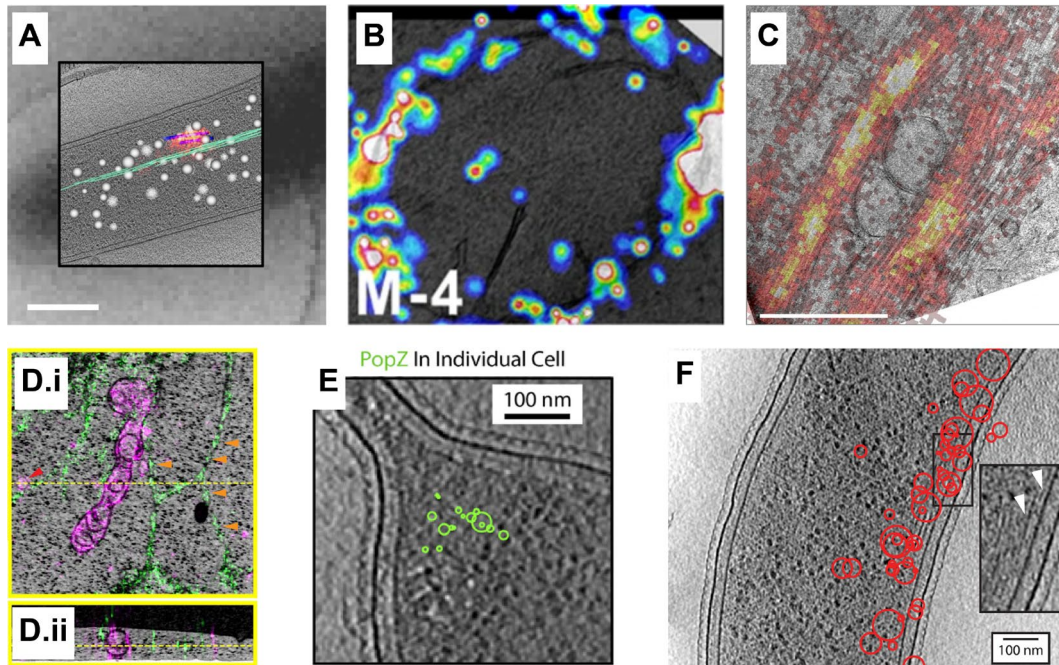 A
B
M-4
C
D.i
D.ii
PopZ In Individual Cell
E
100 nm
F
100 nm